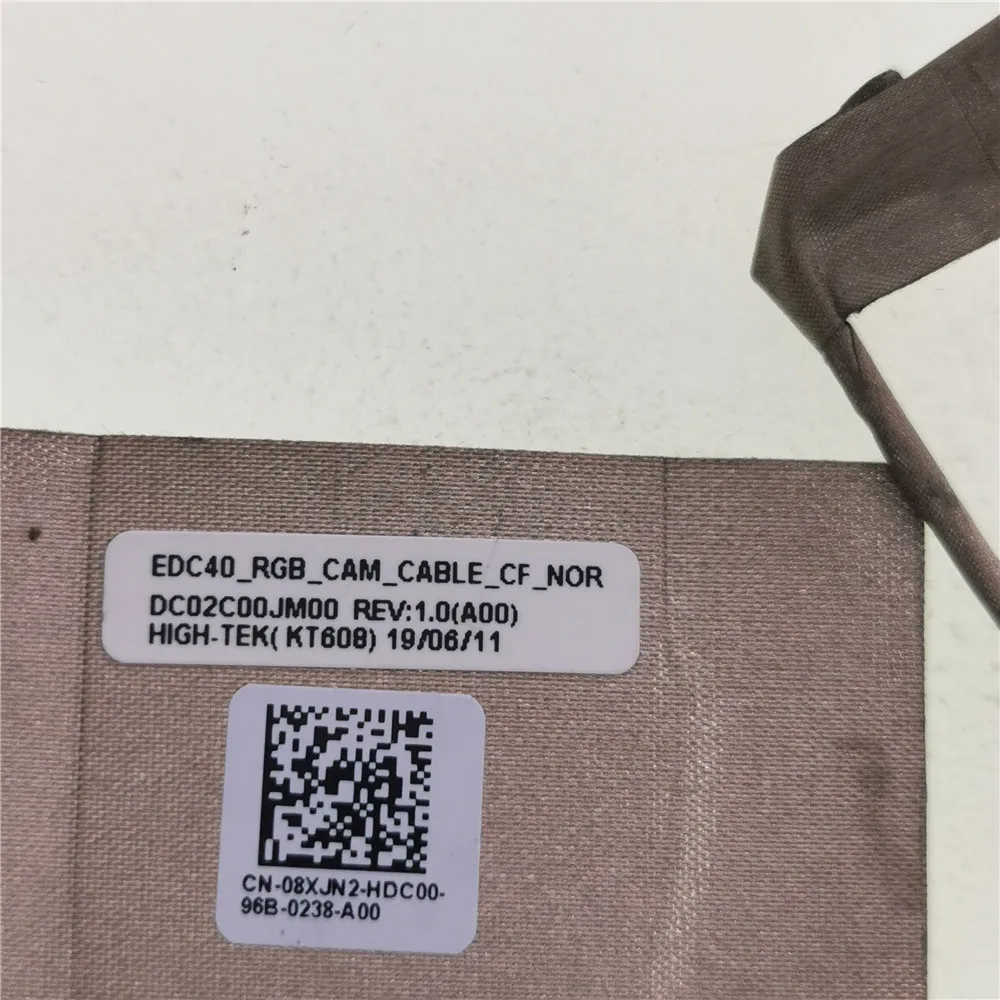 EDC40_RGB_CAM_CABLE_CF_NOR
DC02C00JM00 REV:1.0(A00)
HIGH-TEK( KT608) 19/06/11
CN-08XJN2-HDC00-
96B-0238-A00